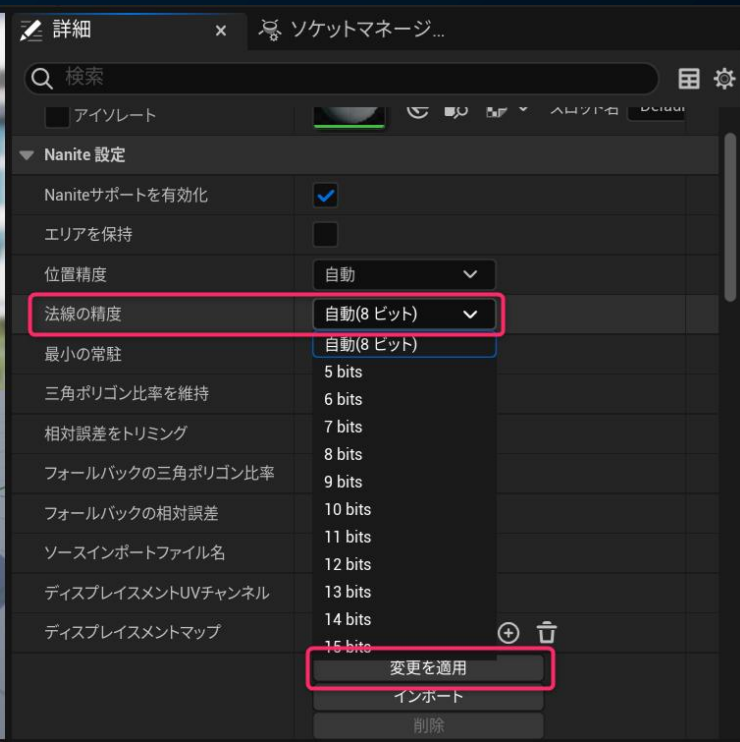 詳細
ソケットマネージ...
検索
アイソレート
スロット名
Nanite 設定
Naniteサポートを有効化
エリアを保持
位置精度 自動
法線の精度 自動(8 ビット)
自動(8 ビット)
最小の常駐
5 bits
三角ポリゴン比率を維持
6 bits
7 bits
相対誤差をトリミング
8 bits
フォールバックの三角ポリゴン比率
9 bits
10 bits
フォールバックの相対誤差
11 bits
ソースインポートファイル名
12 bits
ディスプレイスメントUVチャンネル
13 bits
14 bits
ディスプレイスメントマップ
15 bits
変更を適用
インポート
削除